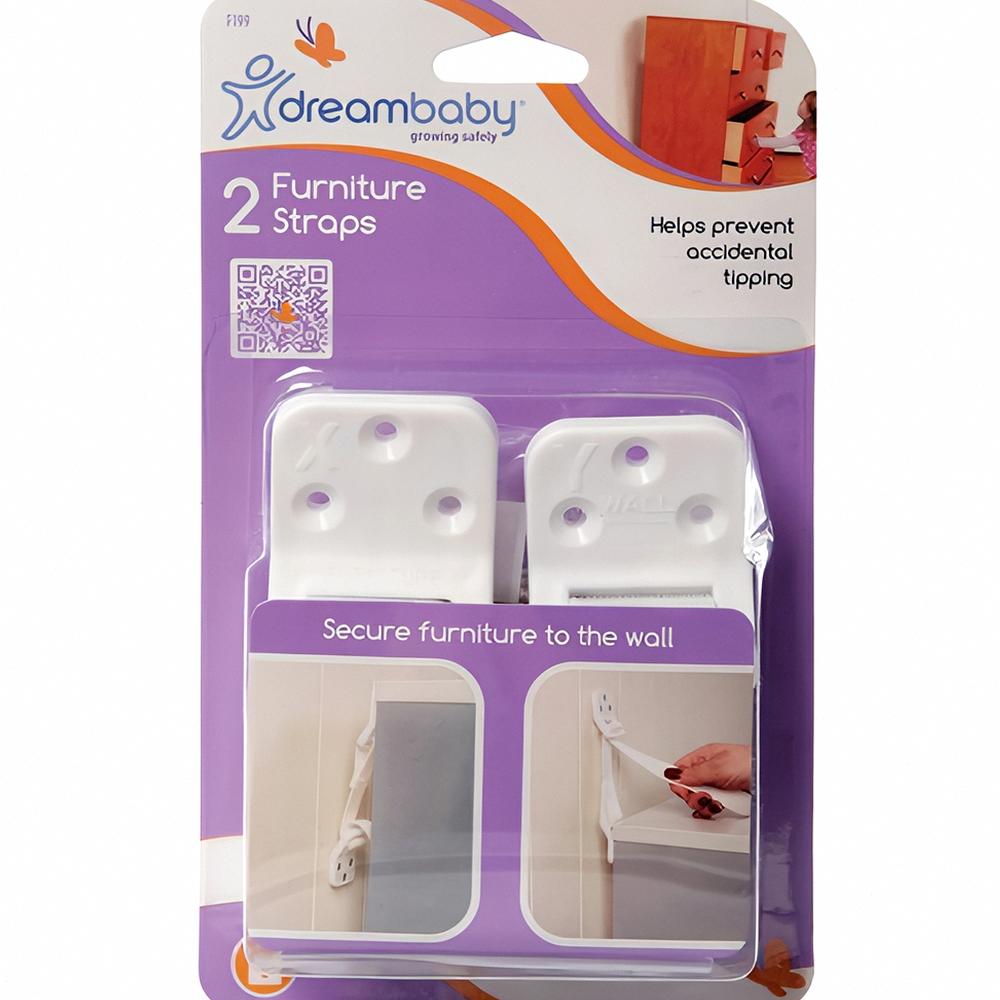 F199
dreambaby®
growing safely
2 Furniture
Straps
Helps prevent
accidental
tipping
X
Y
WALL
Secure furniture to the wall